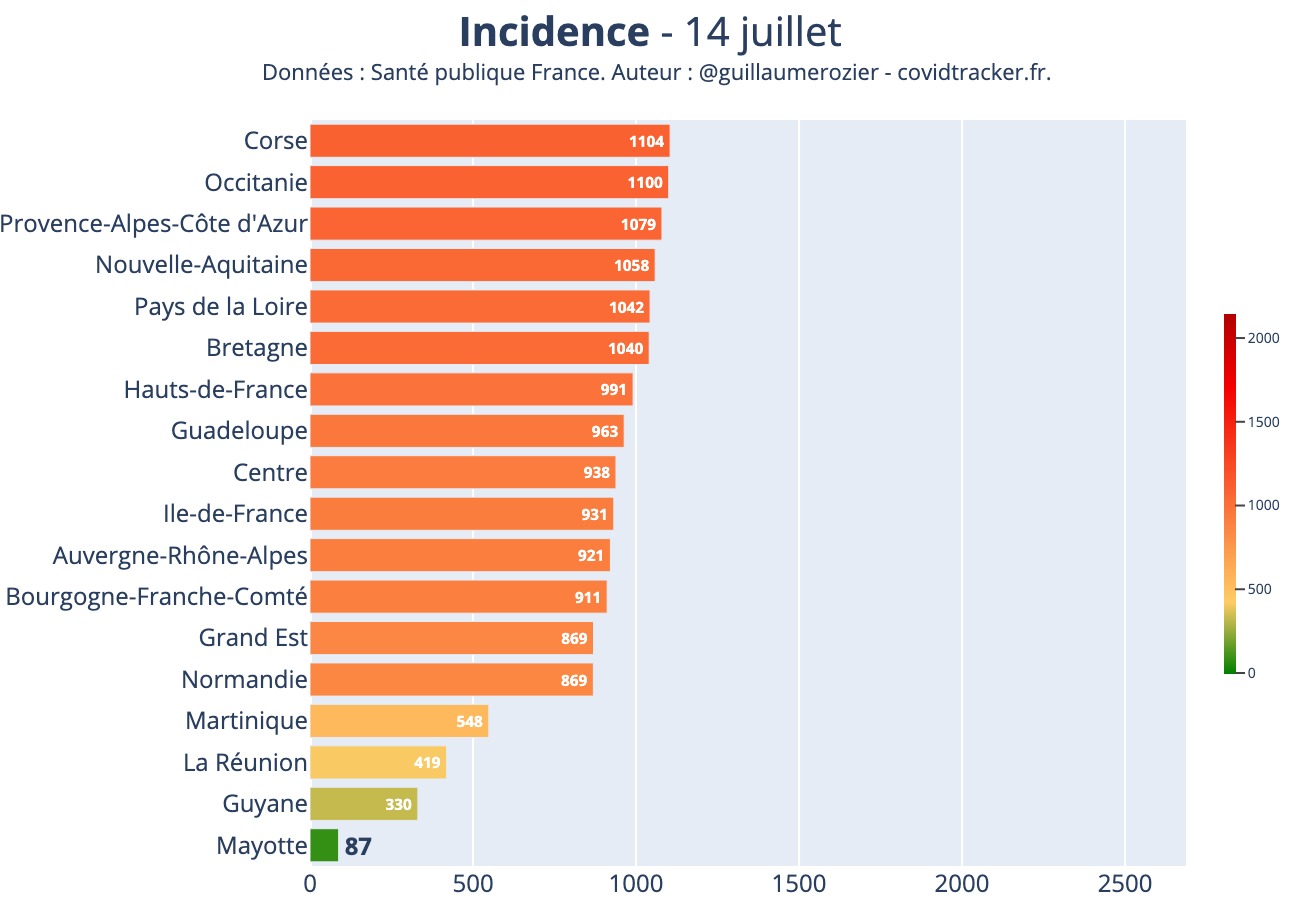 Incidence - 14 juillet
Données : Santé publique France. Auteur : @guillaumerozier - covidtracker.fr.
Corse 1104
Occitanie 1100
Provence-Alpes-Côte d'Azur 1079
Nouvelle-Aquitaine 1058
Pays de la Loire 1042
Bretagne 1040
Hauts-de-France 991
Guadeloupe 963
Centre 938
Ile-de-France 931
Auvergne-Rhône-Alpes 921
Bourgogne-Franche-Comté 911
Grand Est 869
Normandie 869
Martinique 548
La Réunion 419
Guyane 330
Mayotte 87
0 500 1000 1500 2000 2500
2000
1500
1000
500
0